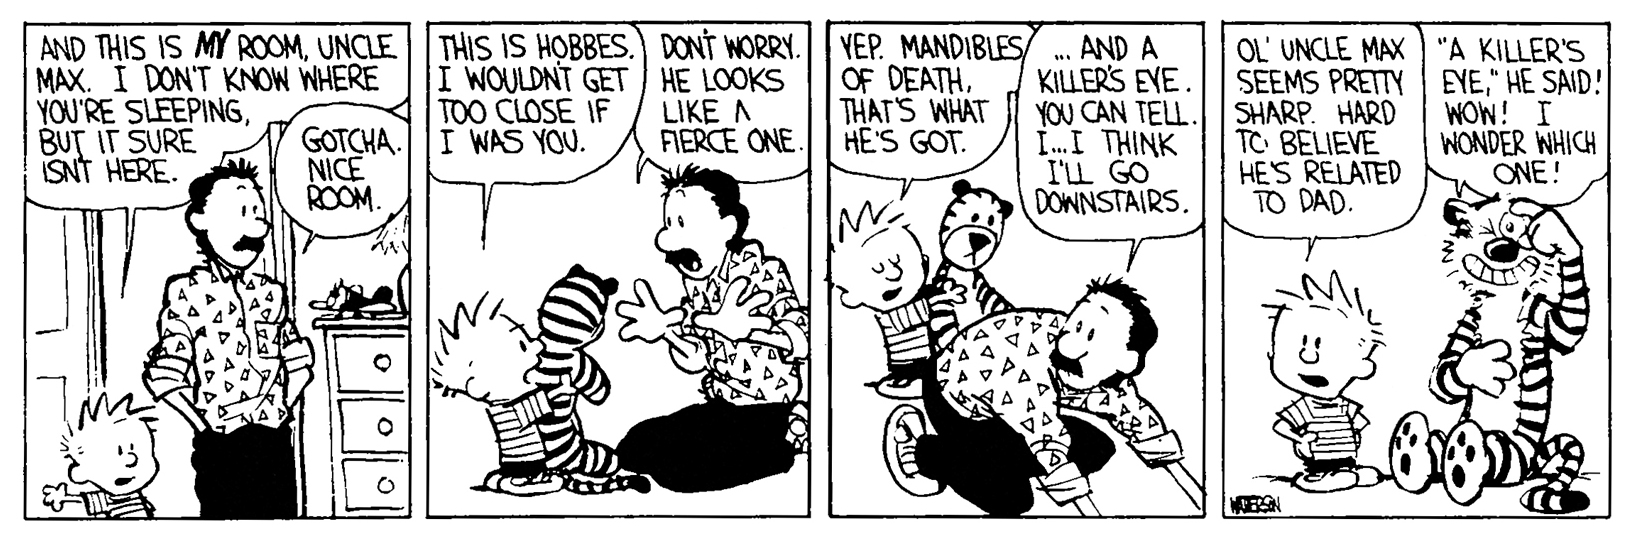 AND THIS IS MY ROOM, UNCLE
MAX. I DON'T KNOW WHERE
YOU'RE SLEEPING,
BUT IT SURE
ISN'T HERE.
GOTCHA.
NICE
ROOM.
THIS IS HOBBES.
I WOULDN'T GET
TOO CLOSE IF
I WAS YOU.
DON'T WORRY.
HE LOOKS
LIKE A
FIERCE ONE.
YEP. MANDIBLES
OF DEATH,
THAT'S WHAT
HE'S GOT.
... AND A
KILLER'S EYE.
YOU CAN TELL.
I...I THINK
I'LL GO
DOWNSTAIRS.
OL' UNCLE MAX
SEEMS PRETTY
SHARP. HARD
TO BELIEVE
HE'S RELATED
TO DAD.
"A KILLER'S
EYE," HE SAID!
WOW! I
WONDER WHICH
ONE!
WATTERSON